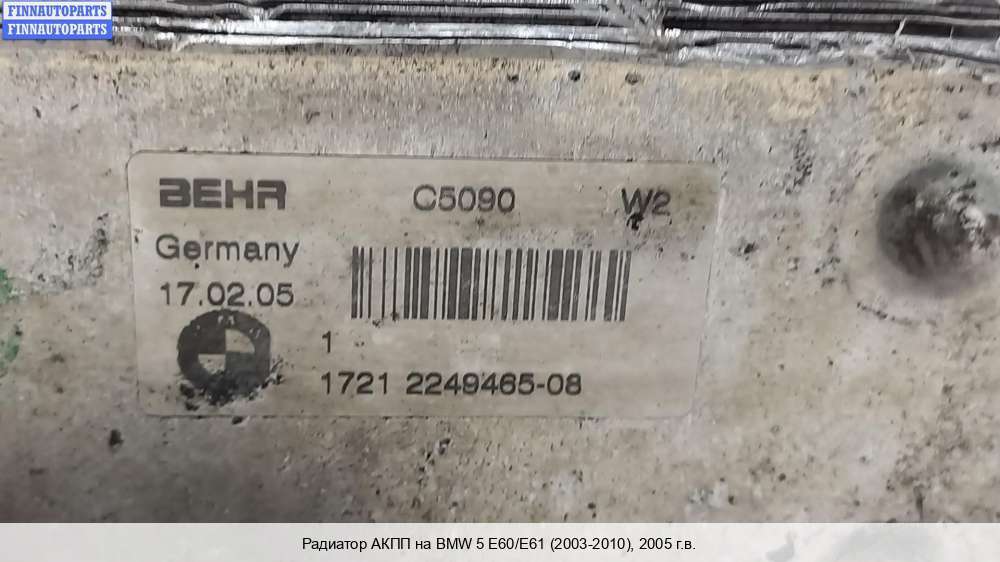 FINNAUTOPARTS
FINNAUTOPARTS
BEHR C5090 W2
Germany
17.02.05
1
1721 2249465-08
Радиатор АКПП на BMW 5 E60/E61 (2003-2010), 2005 г.в.